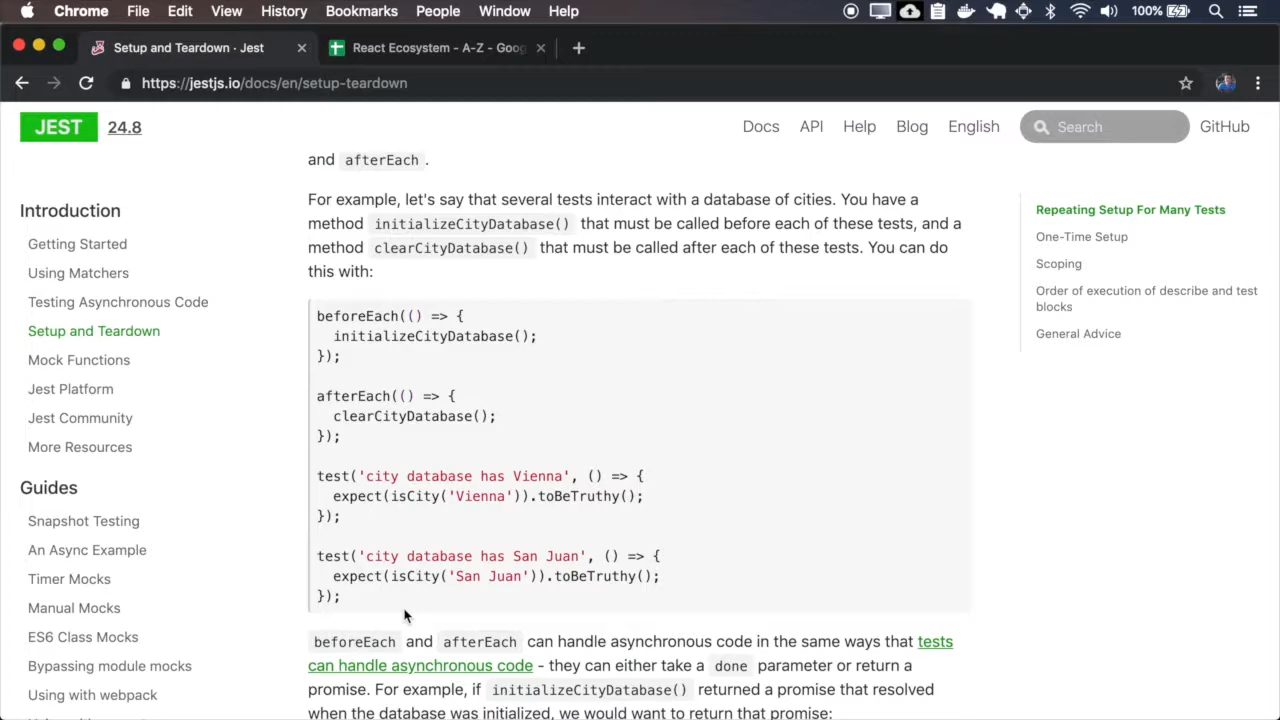 Chrome File Edit View History Bookmarks People Window Help 100%
Setup and Teardown · Jest
React Ecosystem - A-Z - Goog
https://jestjs.io/docs/en/setup-teardown
JEST 24.8
Docs API Help Blog English Search GitHub
Introduction
Getting Started
Using Matchers
Testing Asynchronous Code
Setup and Teardown
Mock Functions
Jest Platform
Jest Community
More Resources
Guides
Snapshot Testing
An Async Example
Timer Mocks
Manual Mocks
ES6 Class Mocks
Bypassing module mocks
Using with webpack
and afterEach .
For example, let's say that several tests interact with a database of cities. You have a
method initializeCityDatabase() that must be called before each of these tests, and a
method clearCityDatabase() that must be called after each of these tests. You can do
this with:
beforeEach(() => {
  initializeCityDatabase();
});
afterEach(() => {
  clearCityDatabase();
});
test('city database has Vienna', () => {
  expect(isCity('Vienna')).toBeTruthy();
});
test('city database has San Juan', () => {
  expect(isCity('San Juan')).toBeTruthy();
});
beforeEach and afterEach can handle asynchronous code in the same ways that tests
can handle asynchronous code - they can either take a done parameter or return a
promise. For example, if initializeCityDatabase() returned a promise that resolved
when the database was initialized, we would want to return that promise:
Repeating Setup For Many Tests
One-Time Setup
Scoping
Order of execution of describe and test
blocks
General Advice